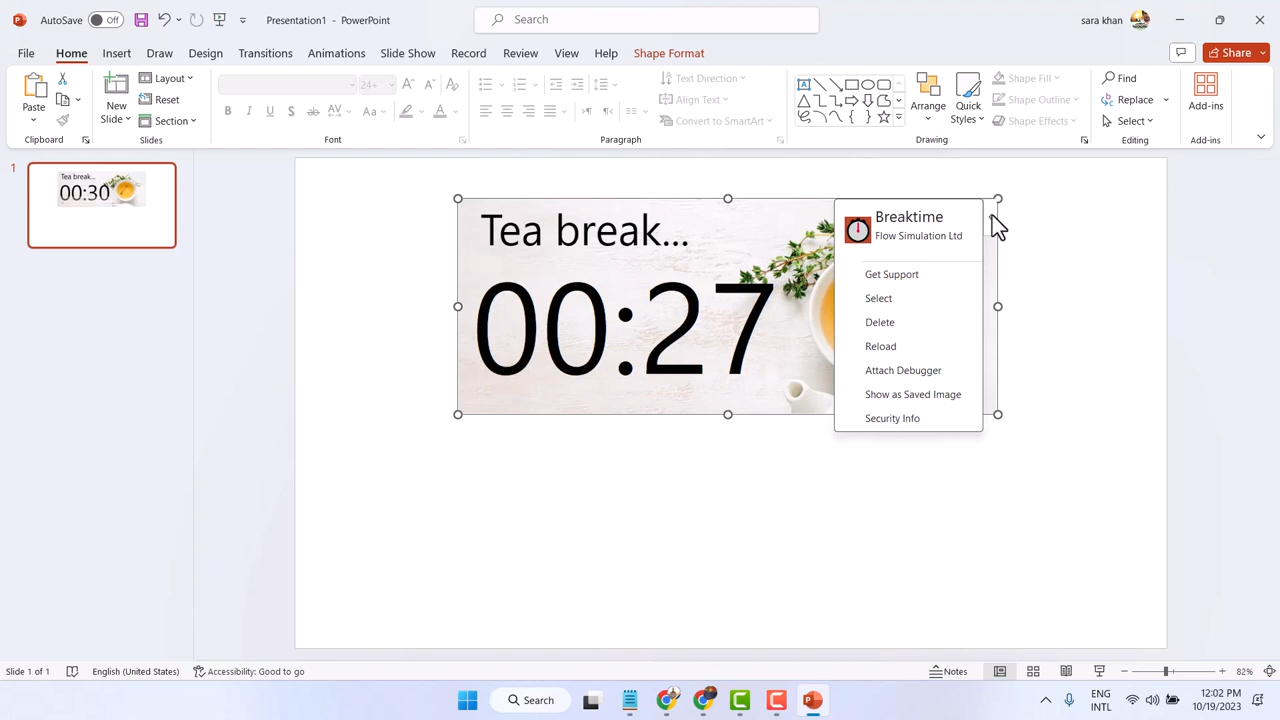 AutoSave Off Presentation1 - PowerPoint Search sara khan
File Home Insert Draw Design Transitions Animations Slide Show Record Review View Help Shape Format Share
Paste
Clipboard
New
Slide
Layout
Reset
Section
Slides
24+
B I U S ab AV Aa A
Font
Text Direction
Align Text
Convert to SmartArt
Paragraph
Arrange
Quick
Styles
Shape Fill
Shape Outline
Shape Effects
Drawing
Find
Replace
Select
Editing
Add-ins
Add-ins
1
Tea break...
00:30
Tea break...
00:27
Breaktime
Flow Simulation Ltd
Get Support
Select
Delete
Reload
Attach Debugger
Show as Saved Image
Security Info
Slide 1 of 1 English (United States) Accessibility: Good to go Notes 82%
Search
ENG
INTL
12:02 PM
10/19/2023